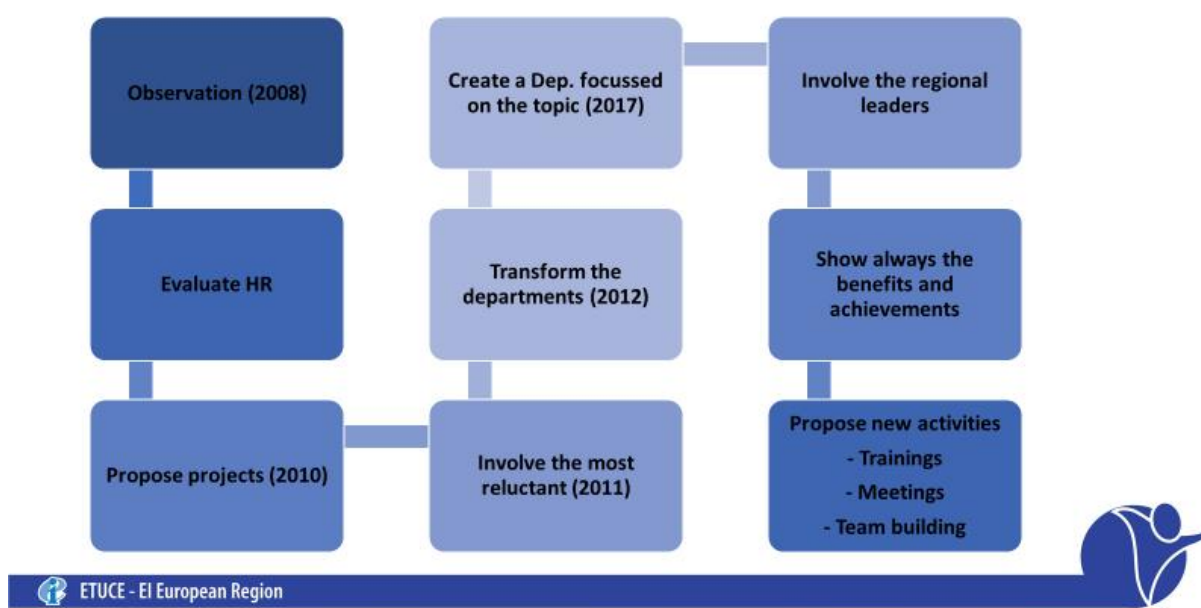 Observation (2008)
Evaluate HR
Propose projects (2010)
Involve the most
reluctant (2011)
Transform the
departments (2012)
Create a Dep. focussed
on the topic (2017)
Involve the regional
leaders
Show always the
benefits and
achievements
Propose new activities
- Trainings
- Meetings
- Team building
ETUCE - EI European Region